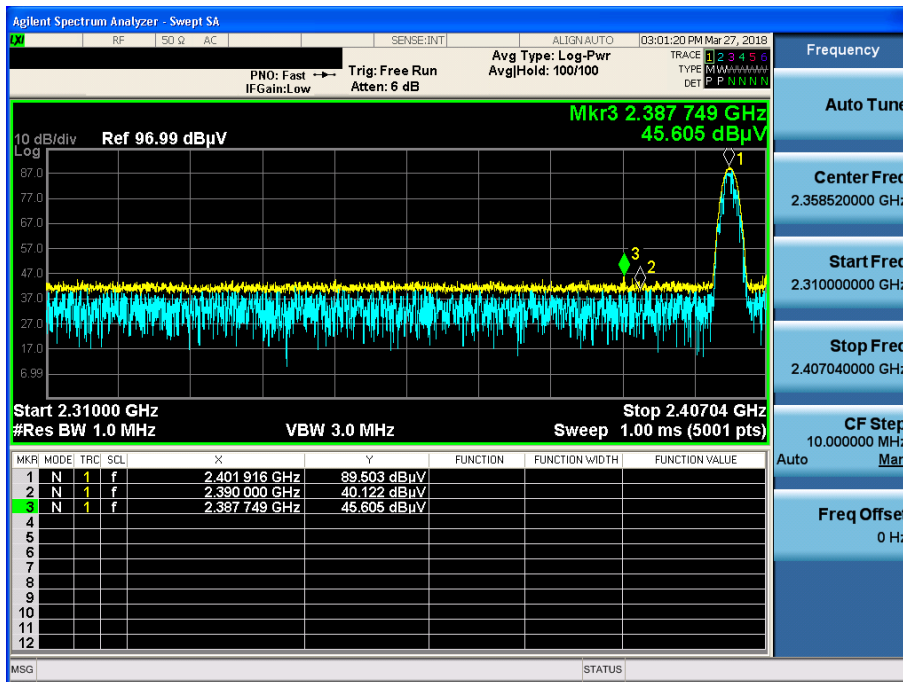 Agilent Spectrum Analyzer - Swept SA
LXI RF 50 Ω AC SENSE:INT ALIGN AUTO 03:01:20 PM Mar 27, 2018
Frequency
PNO: Fast Trig: Free Run Avg Type: Log-Pwr TRACE 1 2 3 4 5 6
IFGain:Low Atten: 6 dB Avg|Hold: 100/100 TYPE M W W W W W
DET P P N N N N
Auto Tune
Mkr3 2.387 749 GHz
45.605 dBµV
10 dB/div Ref 96.99 dBµV
Log
87.0
77.0
67.0
57.0
47.0
37.0
27.0
17.0
6.99
1
3
2
Center Freq
2.358520000 GHz
Start Freq
2.310000000 GHz
Stop Freq
2.407040000 GHz
Start 2.31000 GHz Stop 2.40704 GHz
#Res BW 1.0 MHz VBW 3.0 MHz Sweep 1.00 ms (5001 pts)
CF Step
10.000000 MHz
Auto Man
Freq Offset
0 Hz
MKR MODE TRC SCL X Y FUNCTION FUNCTION WIDTH FUNCTION VALUE
1 N 1 f 2.401 916 GHz 89.503 dBµV
2 N 1 f 2.390 000 GHz 40.122 dBµV
3 N 1 f 2.387 749 GHz 45.605 dBµV
4
5
6
7
8
9
10
11
12
MSG STATUS